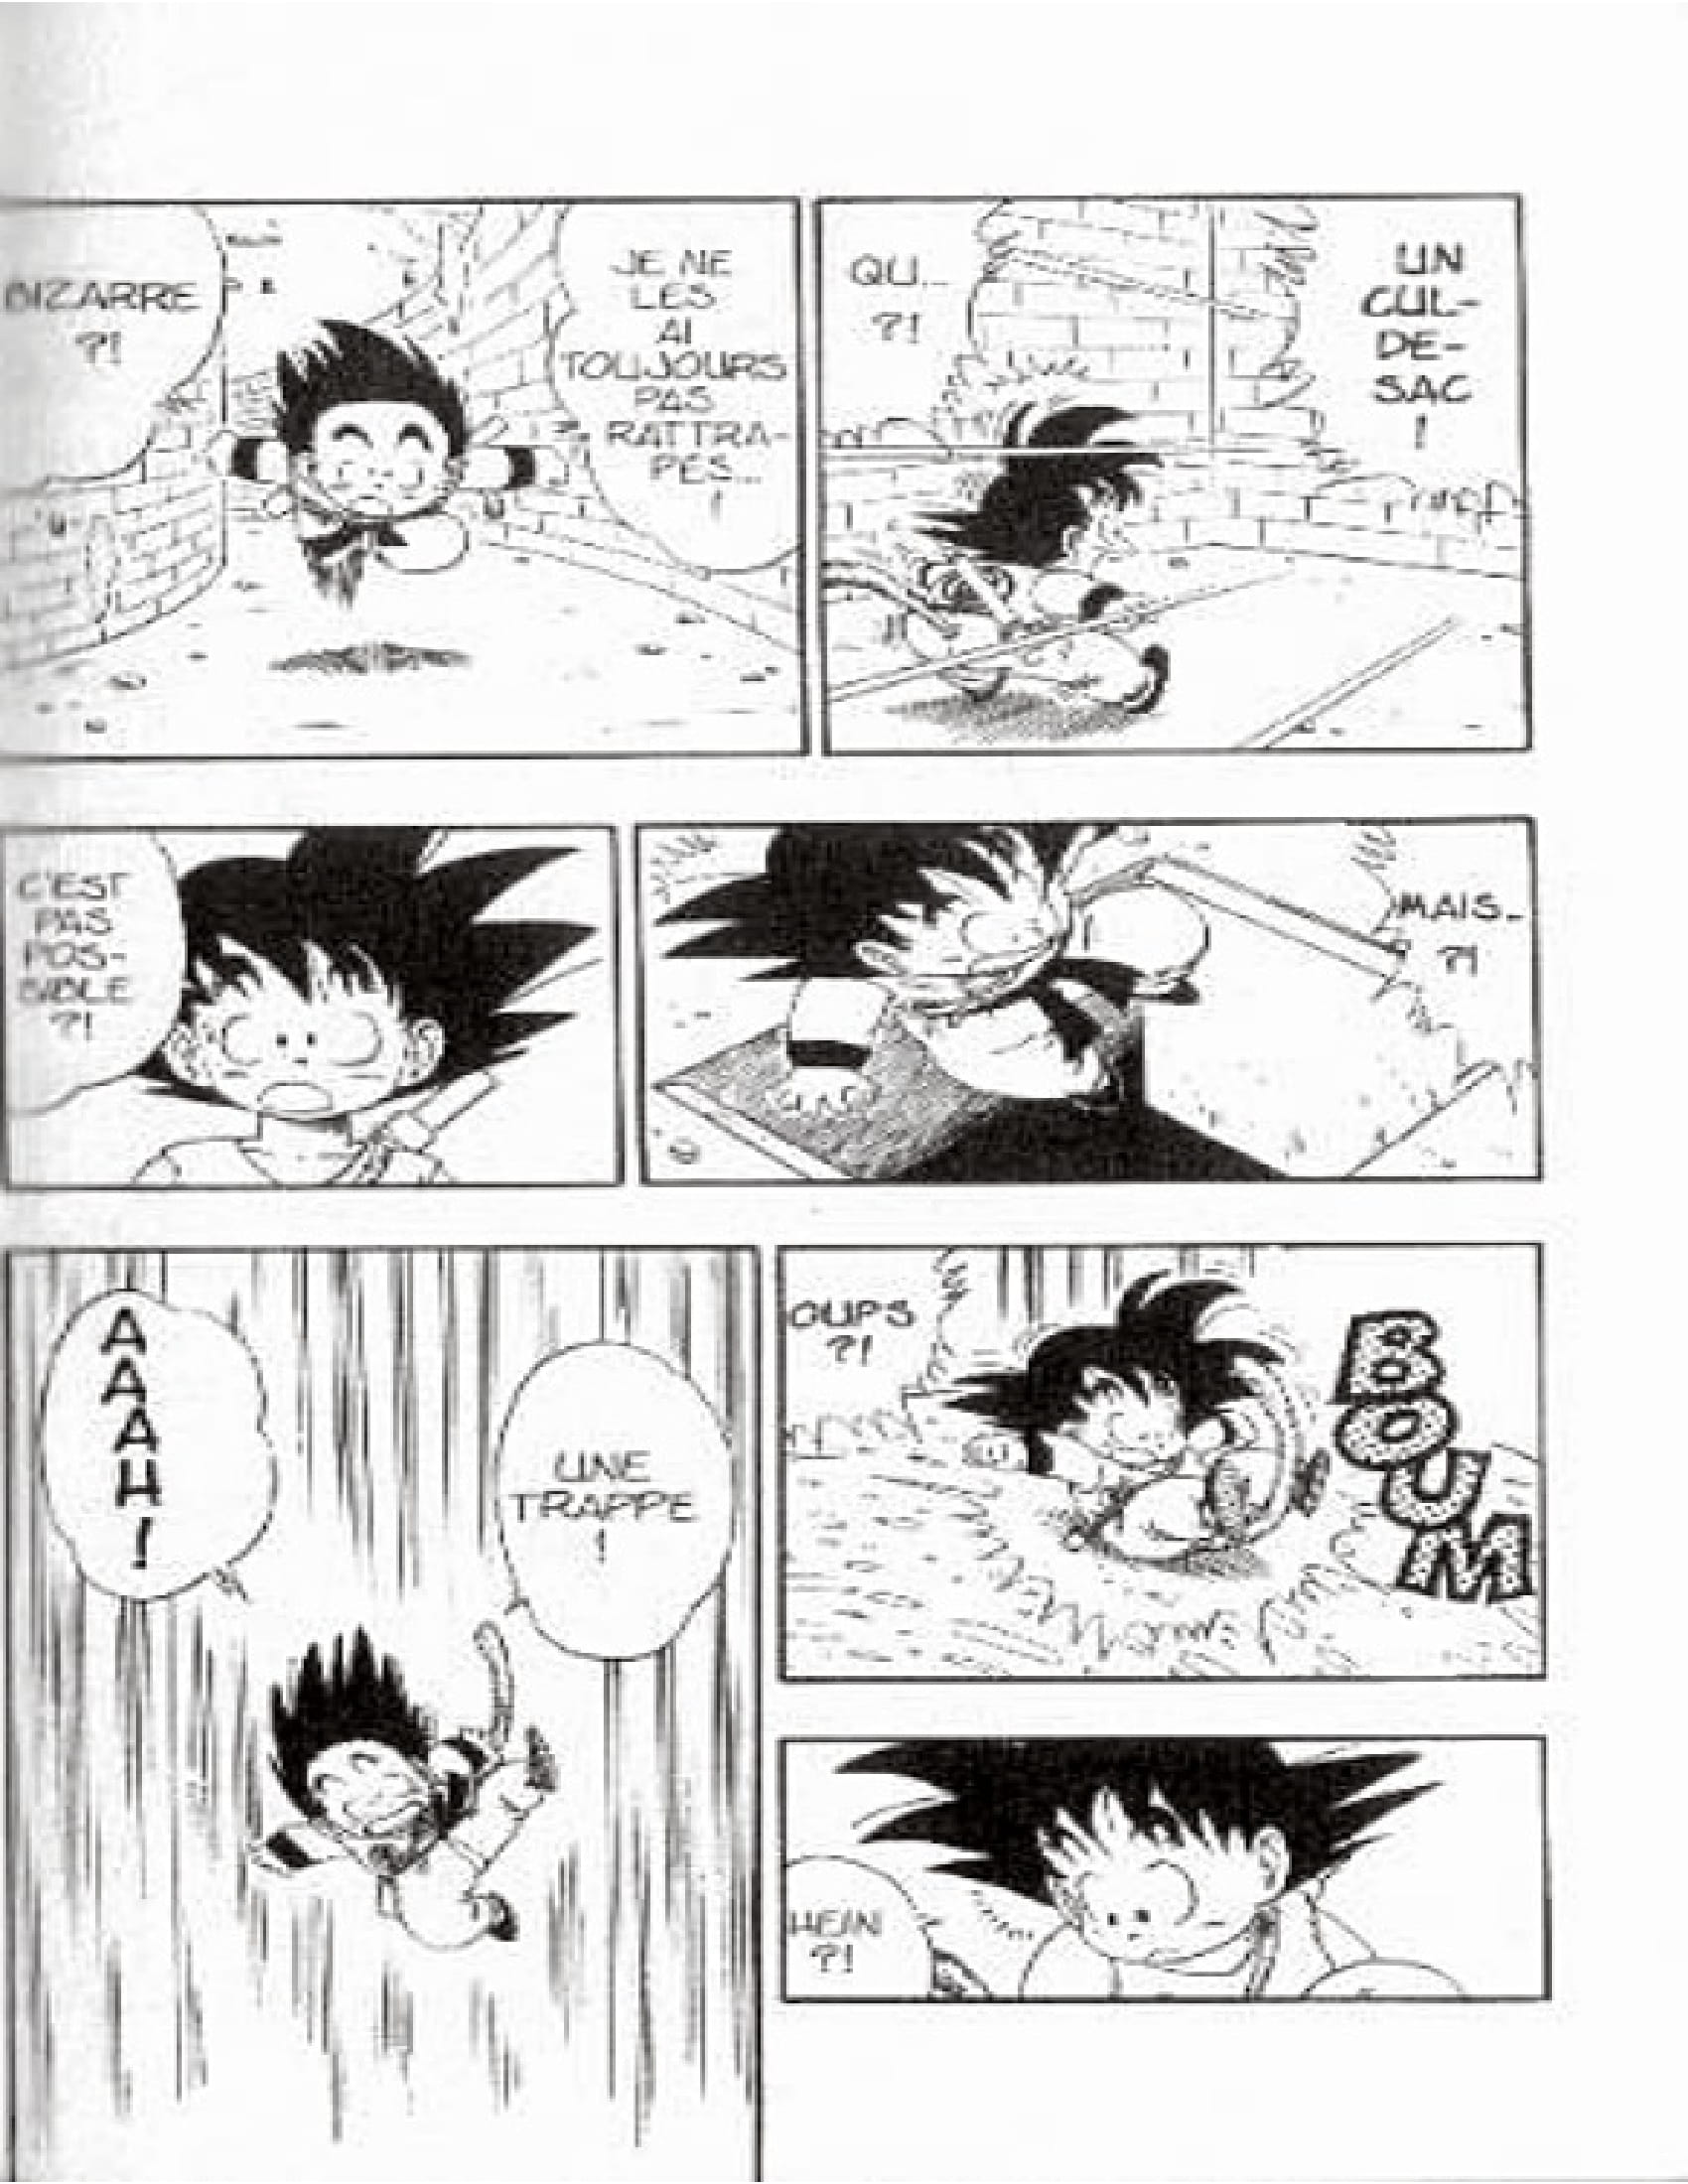 BIZARRE
?!
JE NE
LES
AI
TOUJOURS
PAS
RATTRA-
PÉS...
!
QU...
?!
UN
CUL-
DE-
SAC
!
C'EST
PAS
POS-
SIBLE
?!
MAIS...
?!
A
A
A
H
!
UNE
TRAPPE
!
OUPS
?!
BOUM
HEIN
?!